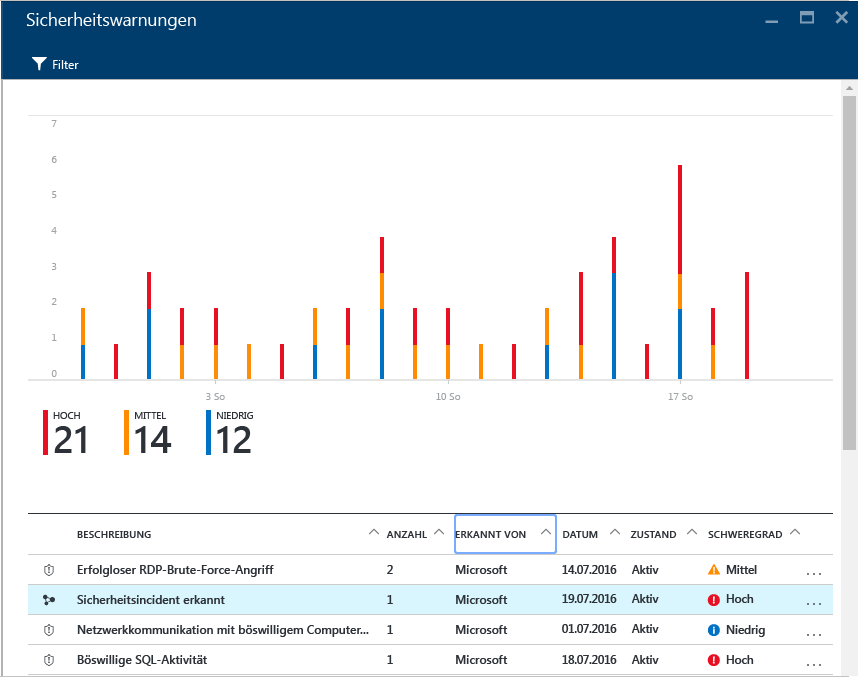 Sicherheitswarnungen
Filter
7
6
5
4
3
2
1
0
3 So 10 So 17 So
HOCH MITTEL NIEDRIG
21 14 12
BESCHREIBUNG ANZAHL ERKANNT VON DATUM ZUSTAND SCHWEREGRAD
Erfolgloser RDP-Brute-Force-Angriff 2 Microsoft 14.07.2016 Aktiv Mittel ...
Sicherheitsincident erkannt 1 Microsoft 19.07.2016 Aktiv Hoch ...
Netzwerkkommunikation mit böswilligem Computer... 1 Microsoft 01.07.2016 Aktiv Niedrig ...
Böswillige SQL-Aktivität 1 Microsoft 18.07.2016 Aktiv Hoch ...